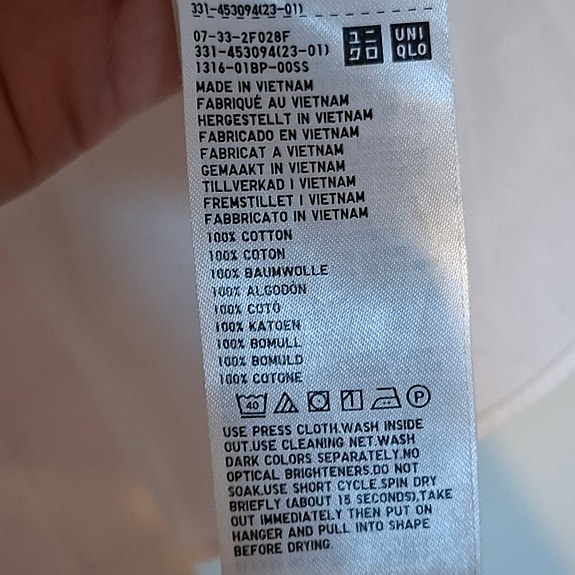 331-453094(23-01)
07-33-2F028F
331-453094(23-01)
1316-01BP-00SS
ユニ
クロ
UNI
QLO
MADE IN VIETNAM
FABRIQUÉ AU VIETNAM
HERGESTELLT IN VIETNAM
FABRICADO EN VIETNAM
FABRICAT A VIETNAM
GEMAAKT IN VIETNAM
TILLVERKAD I VIETNAM
FREMSTILLET I VIETNAM
FABBRICATO IN VIETNAM
100% COTTON
100% COTON
100% BAUMWOLLE
100% ALGODÓN
100% COTÓ
100% KATOEN
100% BOMULL
100% BOMULD
100% COTONE
40 P
USE PRESS CLOTH.WASH INSIDE
OUT.USE CLEANING NET.WASH
DARK COLORS SEPARATELY.NO
OPTICAL BRIGHTENERS.DO NOT
SOAK.USE SHORT CYCLE.SPIN DRY
BRIEFLY (ABOUT 15 SECONDS),TAKE
OUT IMMEDIATELY THEN PUT ON
HANGER AND PULL INTO SHAPE
BEFORE DRYING.